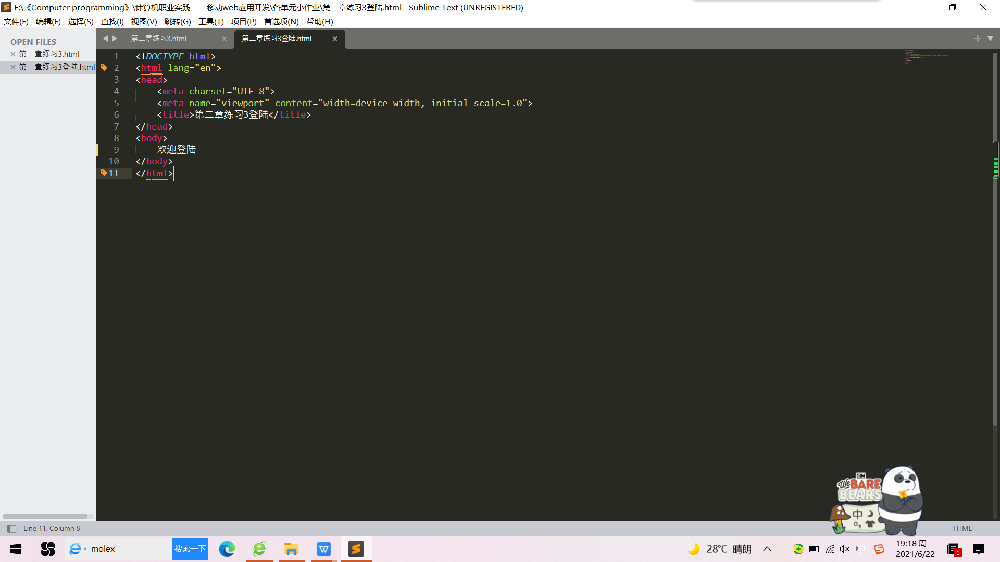 E:\《Computer programming》\计算机职业实践——移动web应用开发\各单元小作业\第二章练习3登陆.html - Sublime Text (UNREGISTERED)
文件(F) 编辑(E) 选择(S) 查找(I) 视图(V) 跳转(G) 工具(T) 项目(P) 首选项(N) 帮助(H)
OPEN FILES
第二章练习3.html
第二章练习3登陆.html
第二章练习3.html
第二章练习3登陆.html
1 <!DOCTYPE html>
2 <html lang="en">
3 <head>
4 <meta charset="UTF-8">
5 <meta name="viewport" content="width=device-width, initial-scale=1.0">
6 <title>第二章练习3登陆</title>
7 </head>
8 <body>
9 欢迎登陆
10 </body>
11 </html>
CN
We BARE
BEARS
中
Line 11, Column 8
HTML
molex
搜索一下
28°C 晴朗
中
19:18 周二
2021/6/22
1